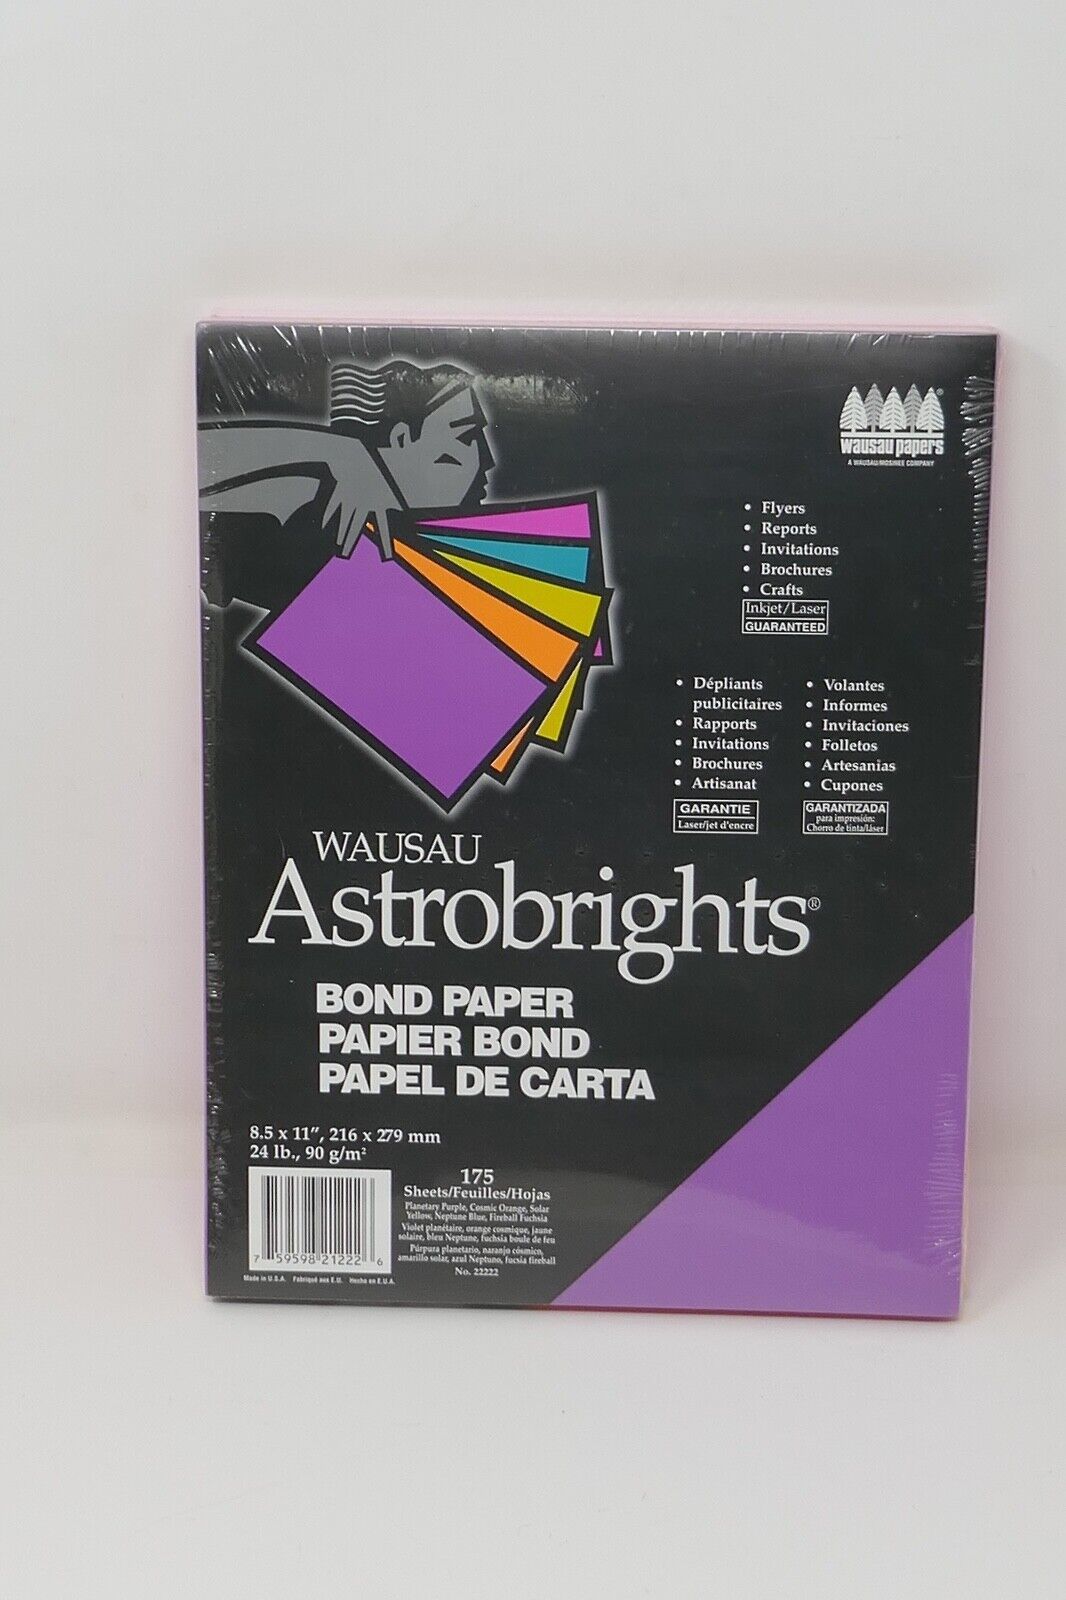 wausau papers®
A WAUSAU-MOSINEE COMPANY
• Flyers
• Reports
• Invitations
• Brochures
• Crafts
Inkjet/Laser
GUARANTEED
• Dépliants
publicitaires
• Rapports
• Invitations
• Brochures
• Artisanat
GARANTIE
Laser/jet d'encre
• Volantes
• Informes
• Invitaciones
• Folletos
• Artesanias
• Cupones
GARANTIZADA
para impresión:
Chorro de tinta/láser
WAUSAU
Astrobrights®
BOND PAPER
PAPIER BOND
PAPEL DE CARTA
8.5 x 11", 216 x 279 mm
24 lb., 90 g/m²
7 59598 21222 6
Made in U.S.A. Fabriqué aux E.U. Hecho en E.U.A.
175
Sheets/Feuilles/Hojas
Planetary Purple, Cosmic Orange, Solar
Yellow, Neptune Blue, Fireball Fuchsia
Violet planétaire, orange cosmique, jaune
solaire, bleu Neptune, fuchsia boule de feu
Púrpura planetario, naranjo cósmico,
amarillo solar, azul Neptuno, fucsia fireball
No. 22222